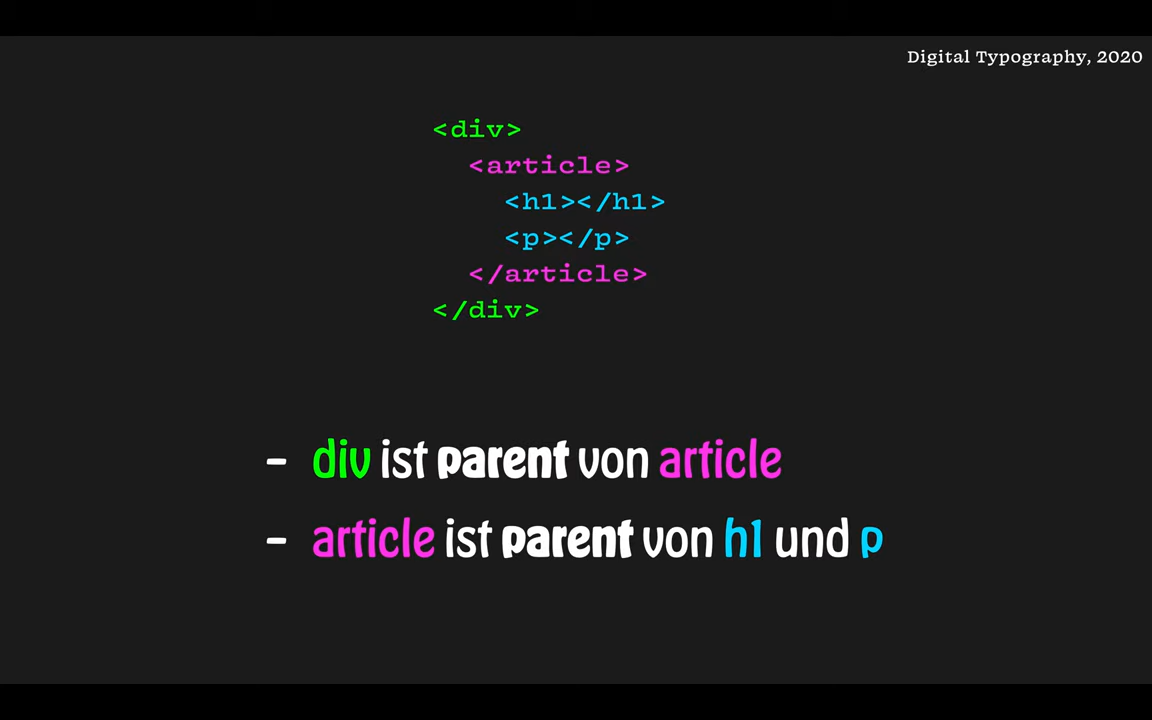 Digital Typography, 2020
<div>
<article>
<h1></h1>
<p></p>
</article>
</div>
- div ist parent von article
- article ist parent von h1 und p